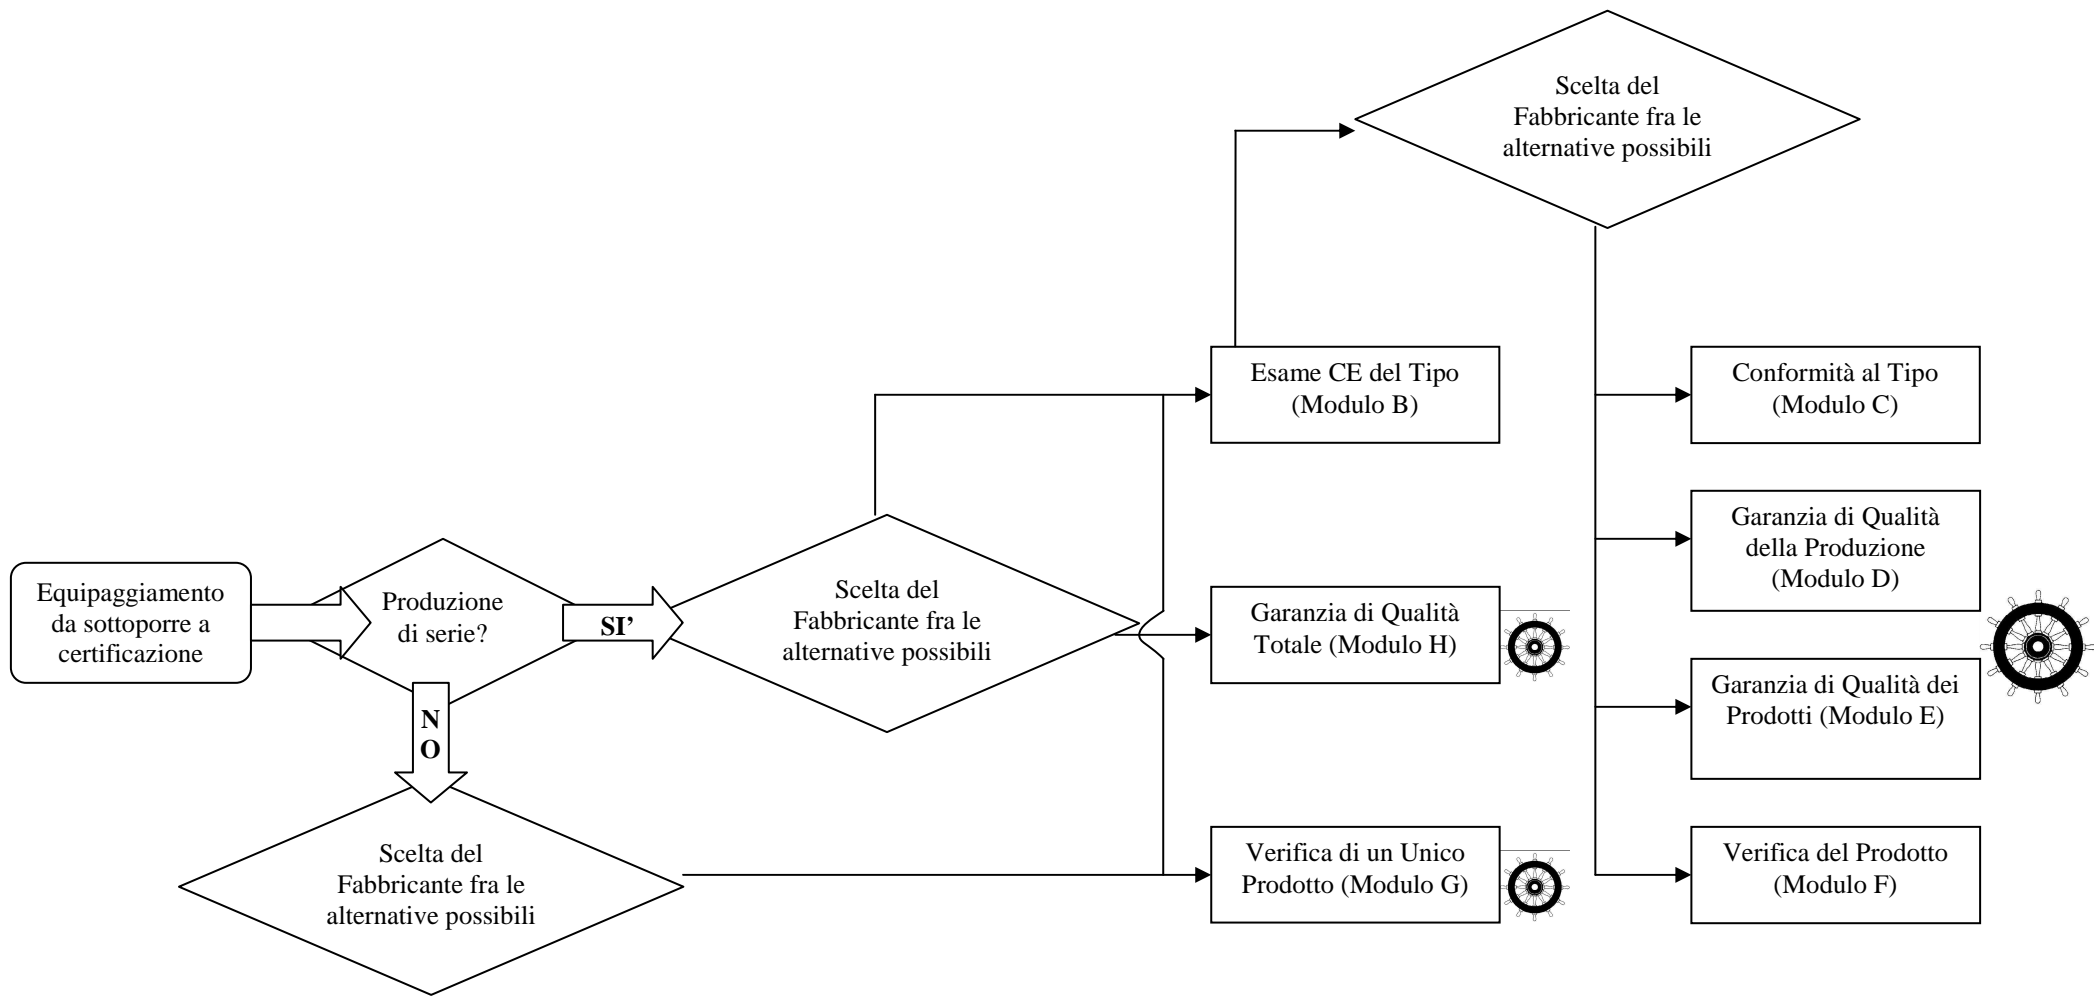 Scelta del
Fabbricante fra le
alternative possibili
Esame CE del Tipo
(Modulo B)
Conformità al Tipo
(Modulo C)
Garanzia di Qualità
della Produzione
(Modulo D)
Equipaggiamento
da sottoporre a
certificazione
Produzione
di serie?
SI’
Scelta del
Fabbricante fra le
alternative possibili
Garanzia di Qualità
Totale (Modulo H)
Garanzia di Qualità dei
Prodotti (Modulo E)
N
O
Scelta del
Fabbricante fra le
alternative possibili
Verifica di un Unico
Prodotto (Modulo G)
Verifica del Prodotto
(Modulo F)